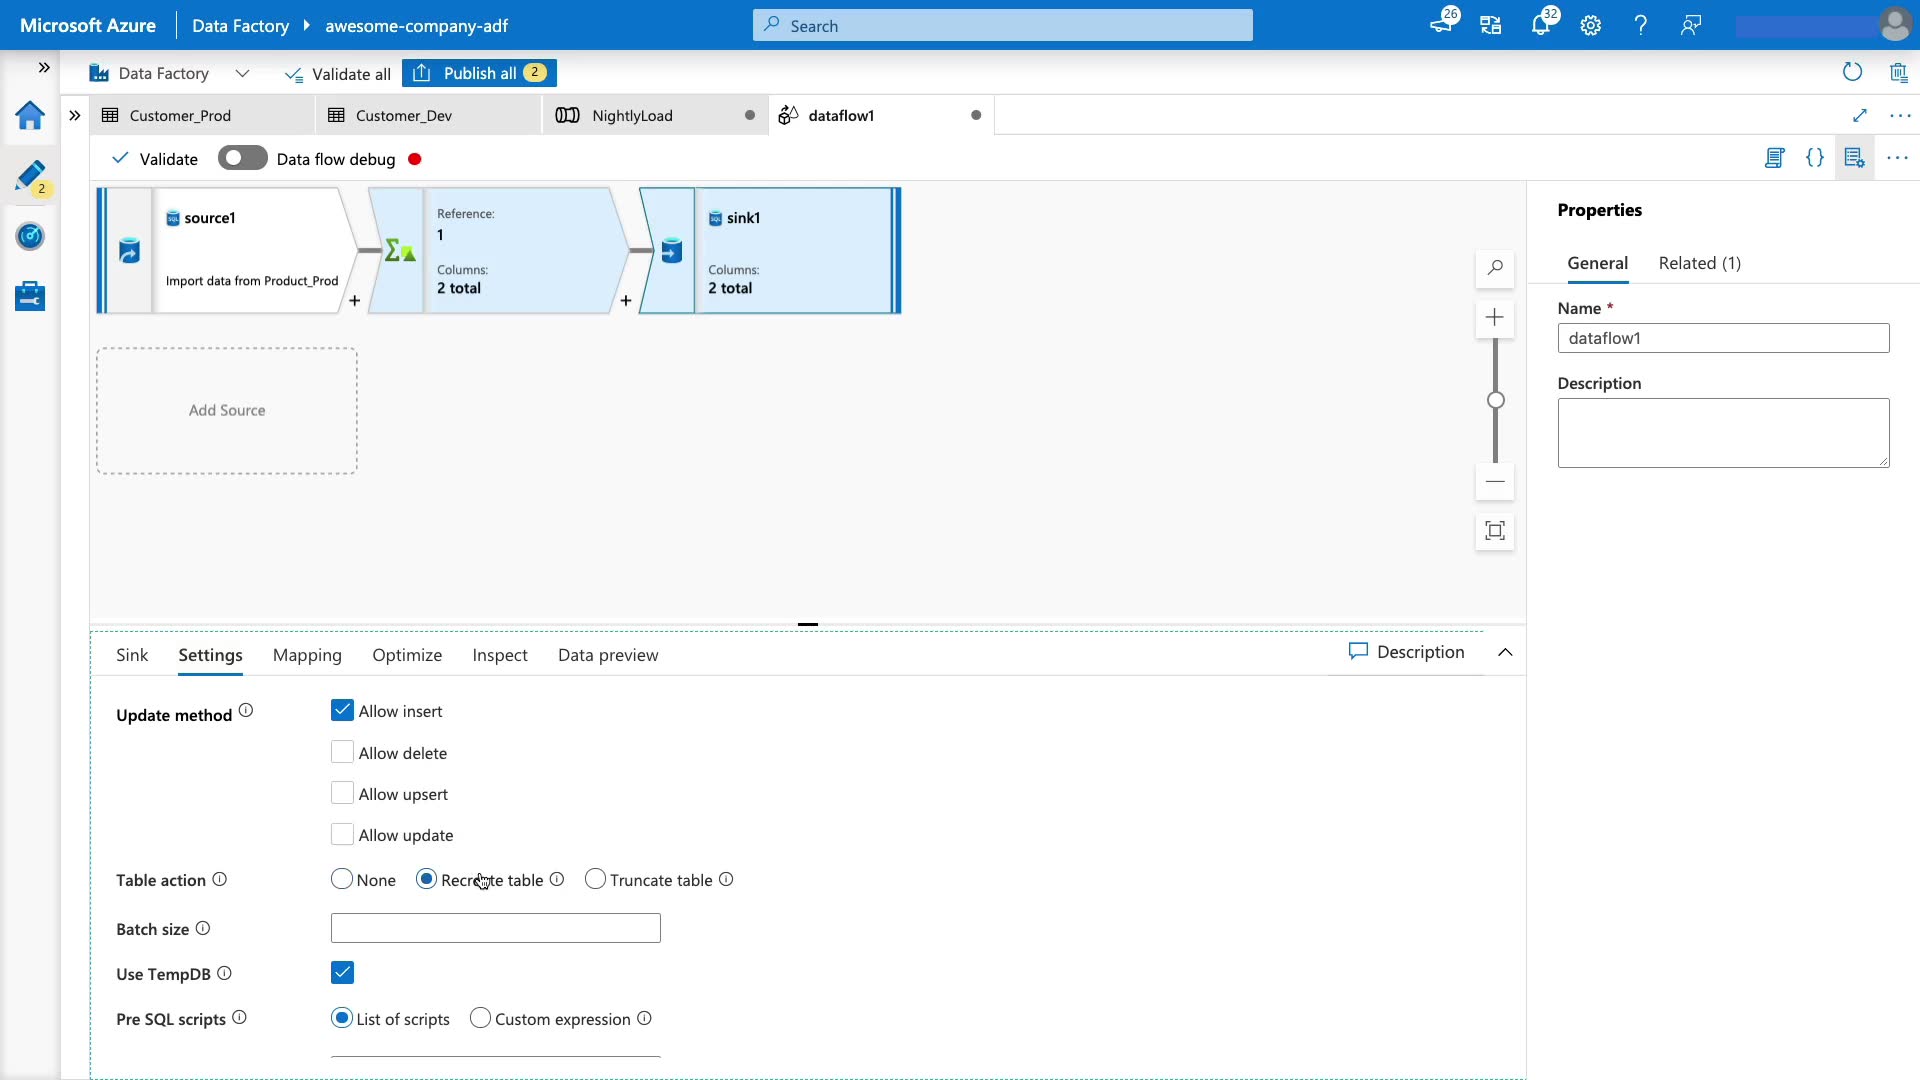 Microsoft Azure
Data Factory
awesome-company-adf
Search
26
32
Data Factory
Validate all
Publish all
2
Customer_Prod
Customer_Dev
NightlyLoad
dataflow1
2
Validate
Data flow debug
source1
Import data from Product_Prod
+
Reference:
1
Columns:
2 total
+
sink1
Columns:
2 total
Add Source
Properties
General
Related (1)
Name *
dataflow1
Description
Sink
Settings
Mapping
Optimize
Inspect
Data preview
Description
Update method
Allow insert
Allow delete
Allow upsert
Allow update
Table action
None
Recreate table
Truncate table
Batch size
Use TempDB
Pre SQL scripts
List of scripts
Custom expression